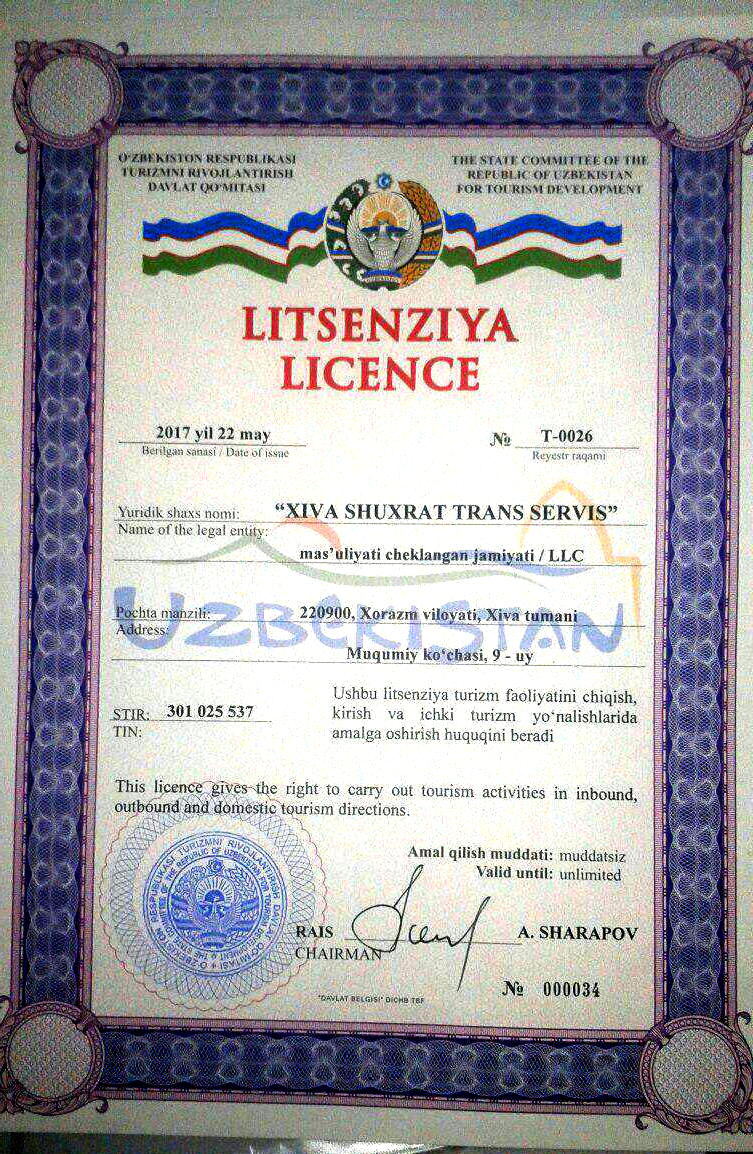 O'ZBEKISTON RESPUBLIKASI
TURIZMNI RIVOJLANTIRISH
DAVLAT QO'MITASI
THE STATE COMMITTEE OF THE
REPUBLIC OF UZBEKISTAN
FOR TOURISM DEVELOPMENT
LITSENZIYA
LICENCE
2017 yil 22 may
Berilgan sanasi / Date of issue
№ T-0026
Reyestr raqami
Yuridik shaxs nomi: “XIVA SHUXRAT TRANS SERVIS”
Name of the legal entity:
mas’uliyati cheklangan jamiyati / LLC
UZBEKISTAN
Pochta manzili: 220900, Xorazm viloyati, Xiva tumani
Address:
Muqumiy ko‘chasi, 9 - uy
STIR: 301 025 537
TIN:
Ushbu litsenziya turizm faoliyatini chiqish,
kirish va ichki turizm yo‘nalishlarida
amalga oshirish huquqini beradi
This licence gives the right to carry out tourism activities in inbound,
outbound and domestic tourism directions.
Amal qilish muddati: muddatsiz
Valid until: unlimited
RAIS A. SHARAPOV
CHAIRMAN
№ 000034
"DAVLAT BELGISI" DICHB TBF